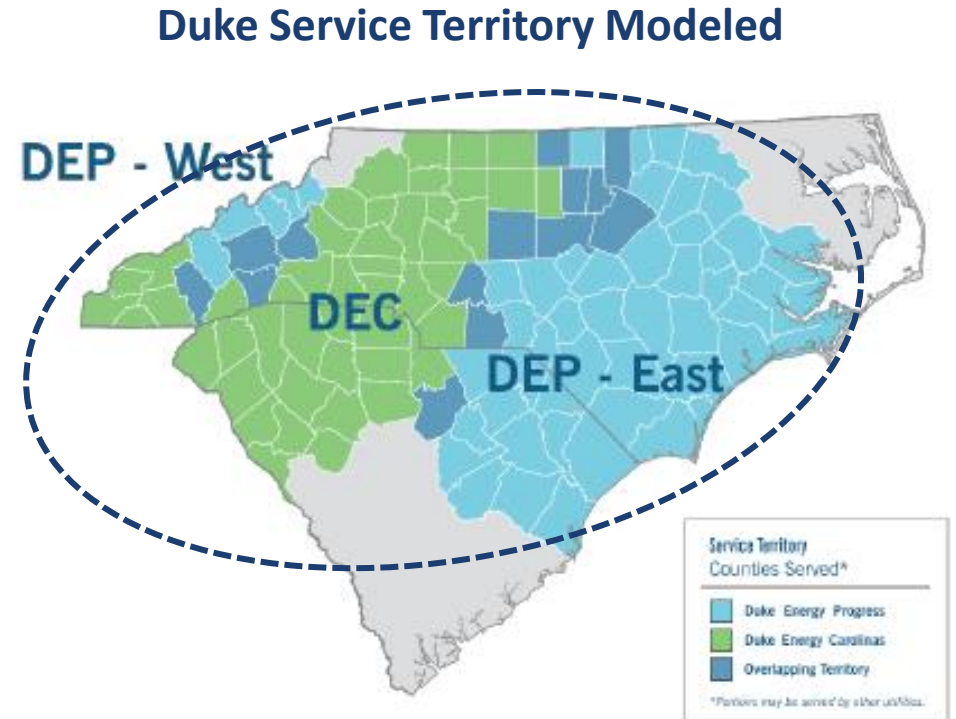 Duke Service Territory Modeled
DEP - West
DEC
DEP - East
Service Territory
Counties Served*
Duke Energy Progress
Duke Energy Carolinas
Overlapping Territory
*Portions may be served by other utilities.